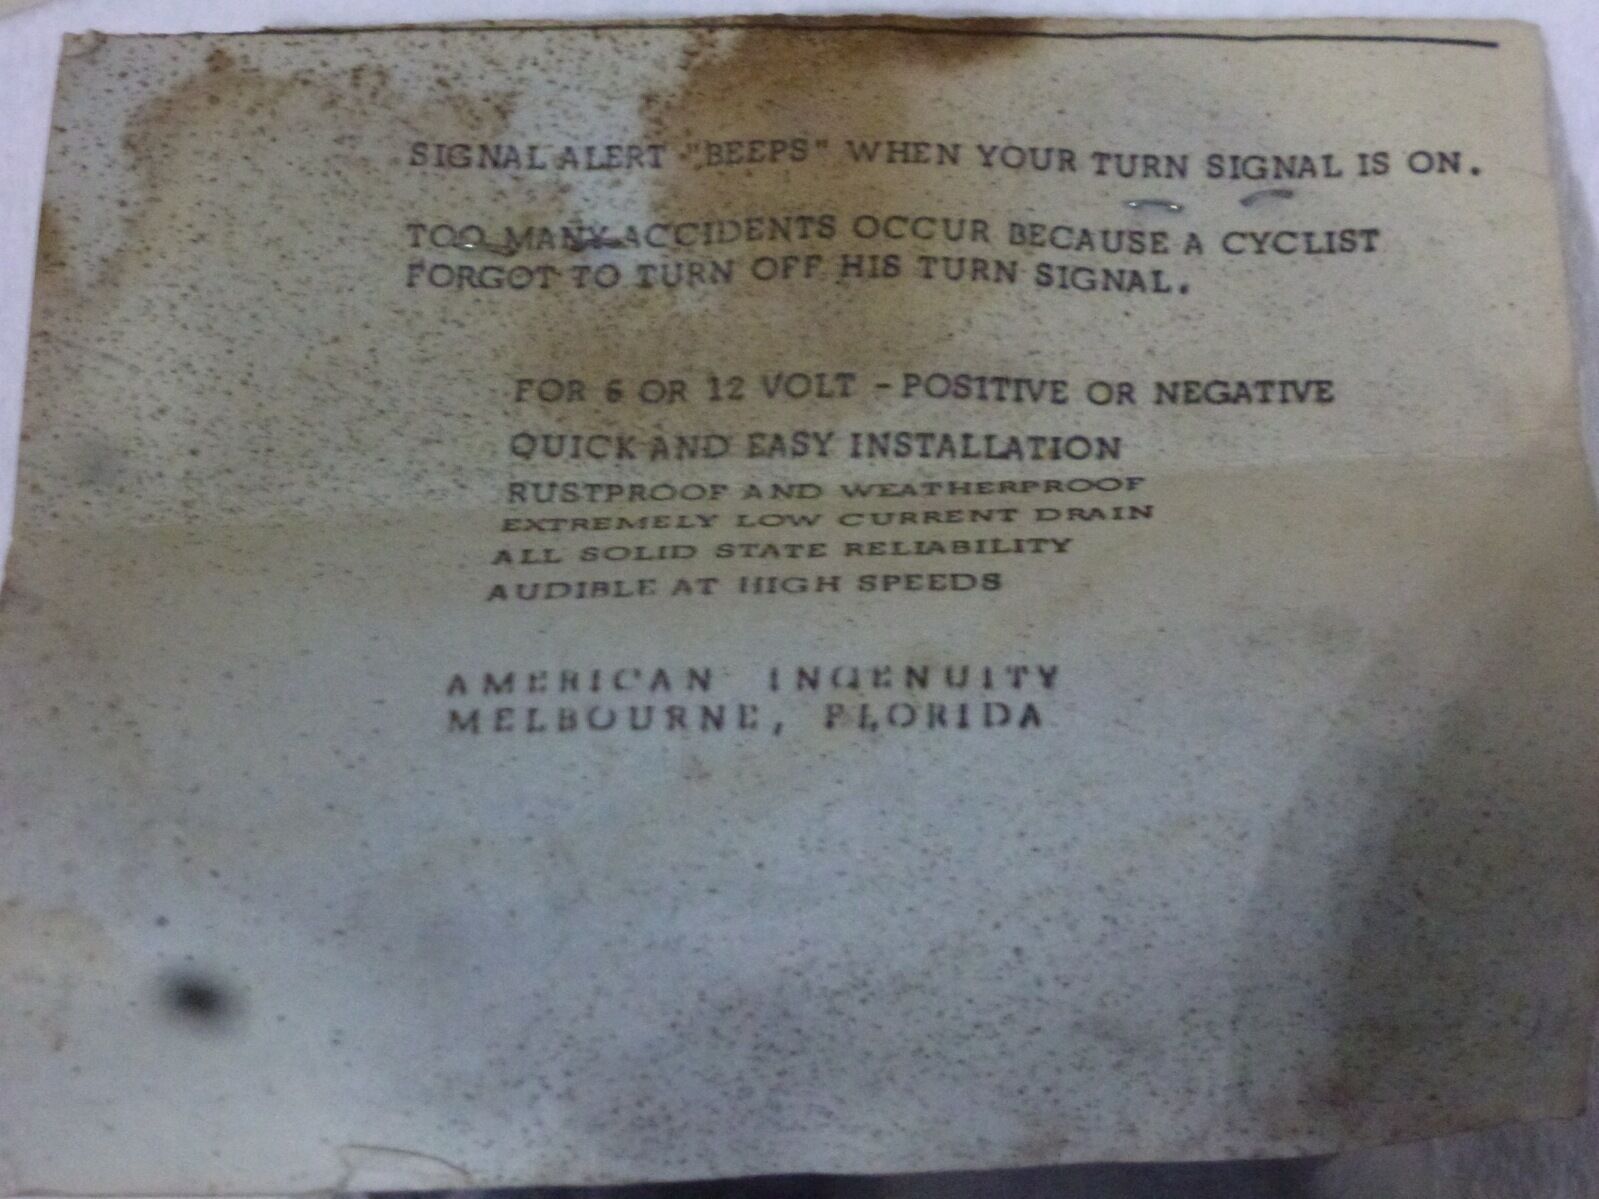 SIGNAL ALERT - "BEEPS" WHEN YOUR TURN SIGNAL IS ON.
TOO MANY ACCIDENTS OCCUR BECAUSE A CYCLIST
FORGOT TO TURN OFF HIS TURN SIGNAL.
FOR 6 OR 12 VOLT - POSITIVE OR NEGATIVE
QUICK AND EASY INSTALLATION
RUSTPROOF AND WEATHERPROOF
EXTREMELY LOW CURRENT DRAIN
ALL SOLID STATE RELIABILITY
AUDIBLE AT HIGH SPEEDS
AMERICAN INGENUITY
MELBOURNE, FLORIDA